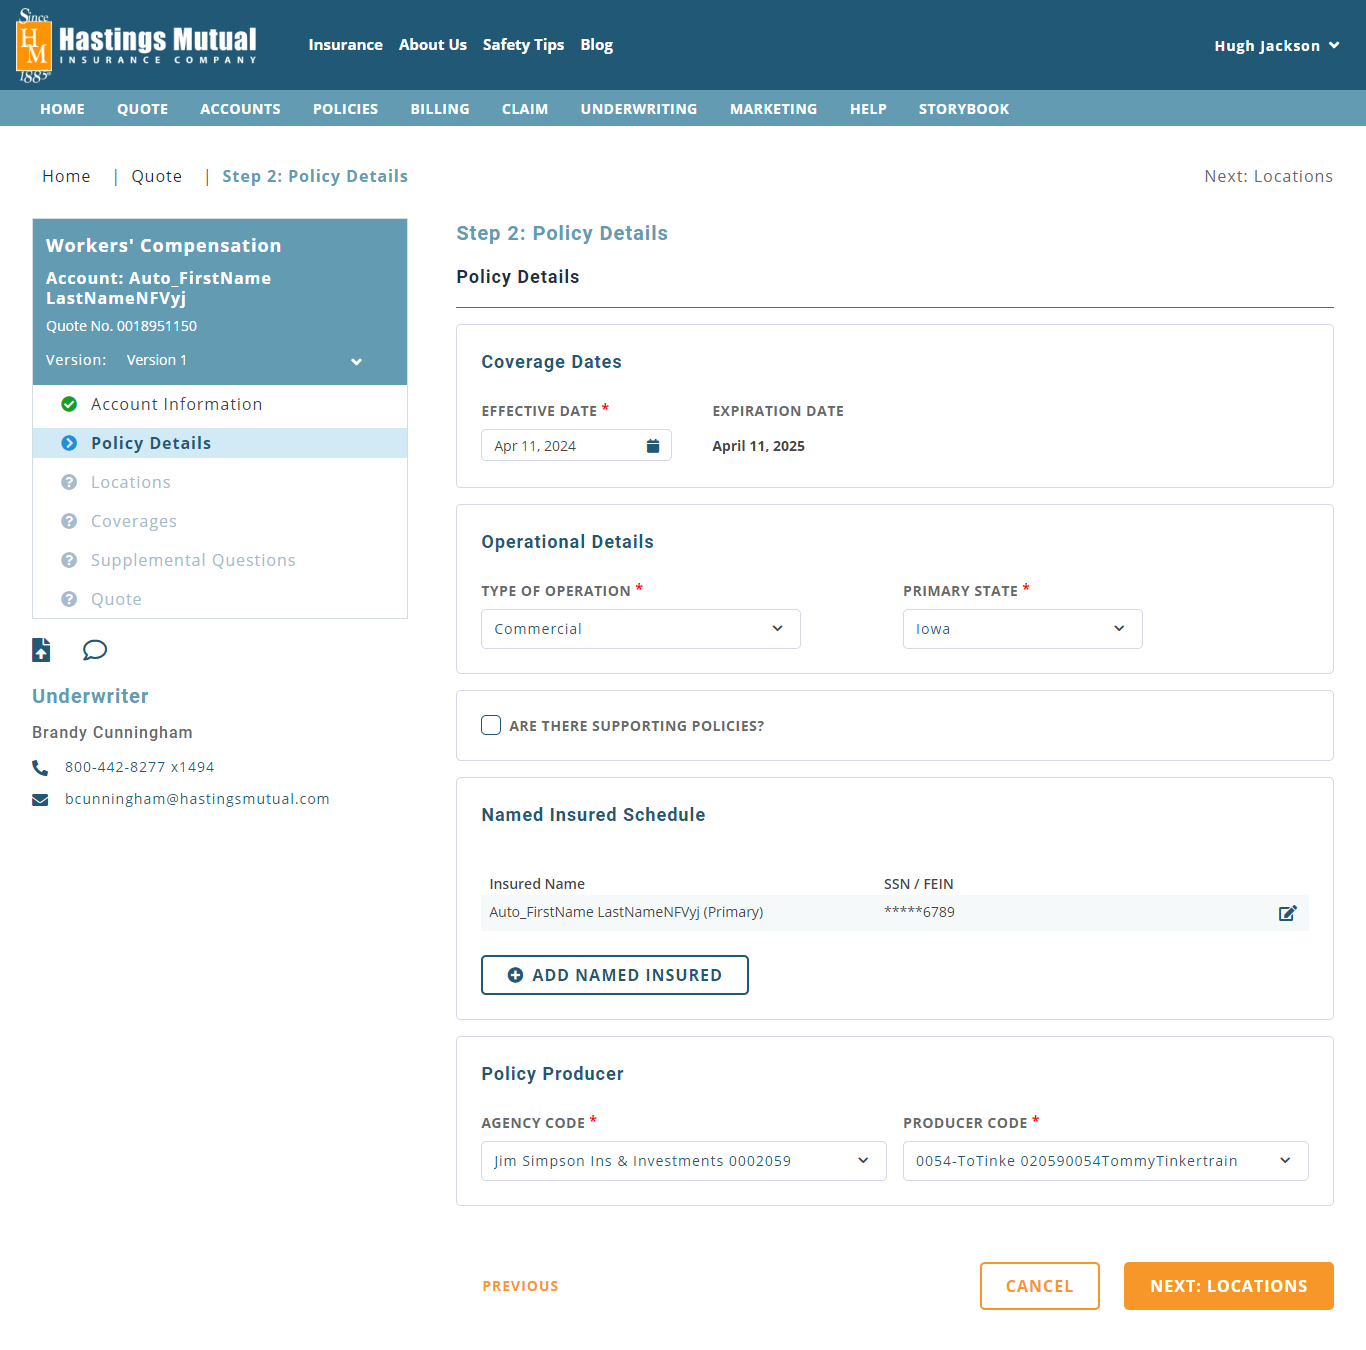 Since
HM
1885
Hastings Mutual
INSURANCE COMPANY
Insurance About Us Safety Tips Blog
Hugh Jackson
HOME QUOTE ACCOUNTS POLICIES BILLING CLAIM UNDERWRITING MARKETING HELP STORYBOOK
Home | Quote | Step 2: Policy Details
Next: Locations
Workers' Compensation
Account: Auto_FirstName
LastNameNFVyj
Quote No. 0018951150
Version: Version 1
Account Information
Policy Details
Locations
Coverages
Supplemental Questions
Quote
Underwriter
Brandy Cunningham
800-442-8277 x1494
bcunningham@hastingsmutual.com
Step 2: Policy Details
Policy Details
Coverage Dates
EFFECTIVE DATE * EXPIRATION DATE
Apr 11, 2024 April 11, 2025
Operational Details
TYPE OF OPERATION * PRIMARY STATE *
Commercial Iowa
ARE THERE SUPPORTING POLICIES?
Named Insured Schedule
Insured Name SSN / FEIN
Auto_FirstName LastNameNFVyj (Primary) *****6789
ADD NAMED INSURED
Policy Producer
AGENCY CODE * PRODUCER CODE *
Jim Simpson Ins & Investments 0002059 0054-ToTinke 020590054TommyTinkertrain
PREVIOUS CANCEL NEXT: LOCATIONS